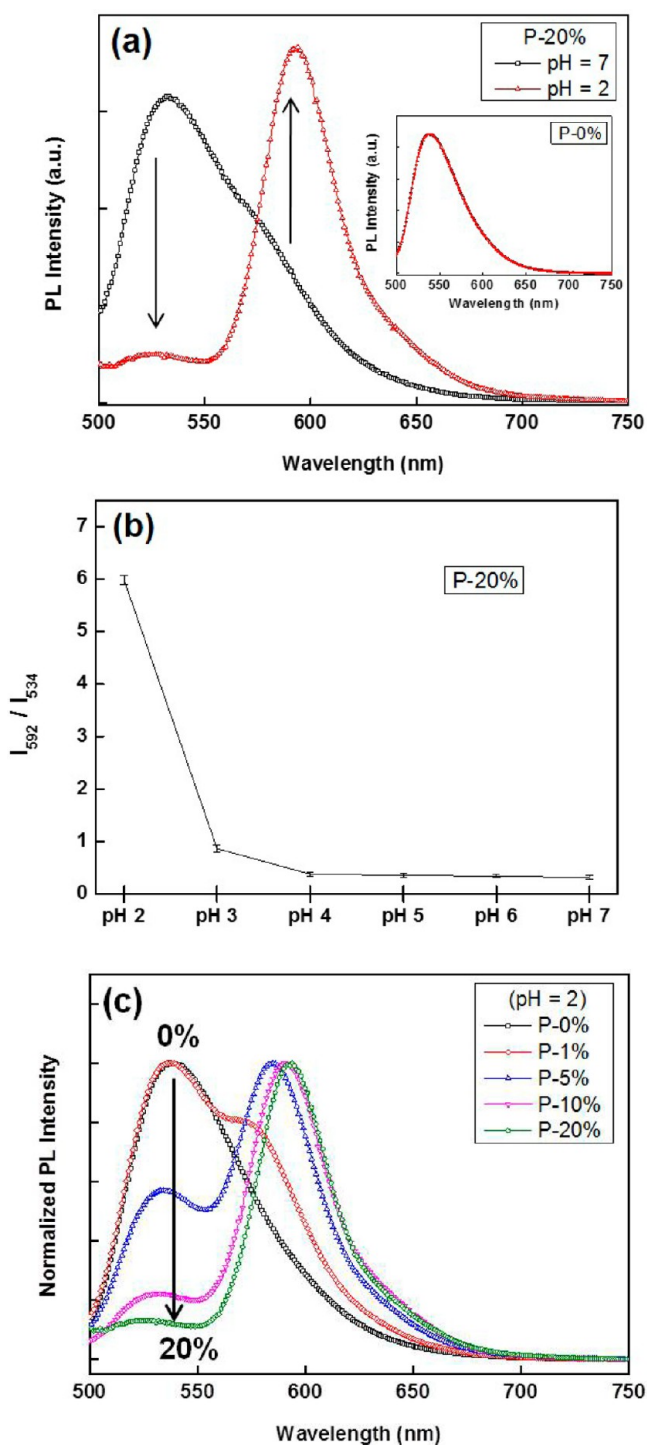 (a)
P-20%
pH = 7
pH = 2
P-0%
PL Intensity (a.u.)
500 550 600 650 700 750
Wavelength (nm)
PL Intensity (a.u.)
500 550 600 650 700 750
Wavelength (nm)
(b)
P-20%
7
6
5
4
3
2
1
0
I592 / I534
pH 2 pH 3 pH 4 pH 5 pH 6 pH 7
(c)
0%
20%
(pH = 2)
P-0%
P-1%
P-5%
P-10%
P-20%
Normalized PL Intensity
500 550 600 650 700 750
Wavelength (nm)